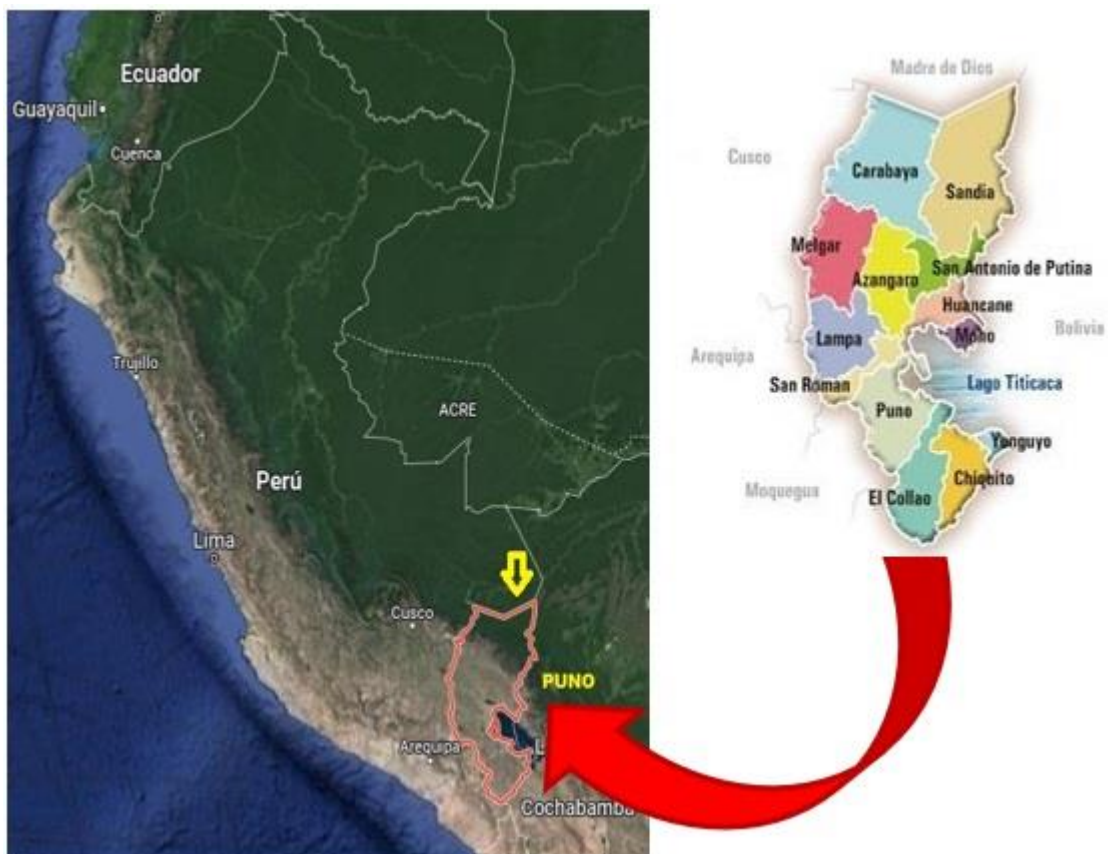 Ecuador
Guayaquil
Cuenca
Trujillo
ACRE
Perú
Lima
Cusco
PUNO
Arequipa
L
Cochabamba
Madre de Dios
Cusco
Carabaya
Sandia
Melgar
Azangaro
San Antonio de Putina
Huancane
Moho
Bolivia
Lampa
Arequipa
Lago Titicaca
San Roman
Puno
Yunguyo
Chiquito
Moquegua
El Collao